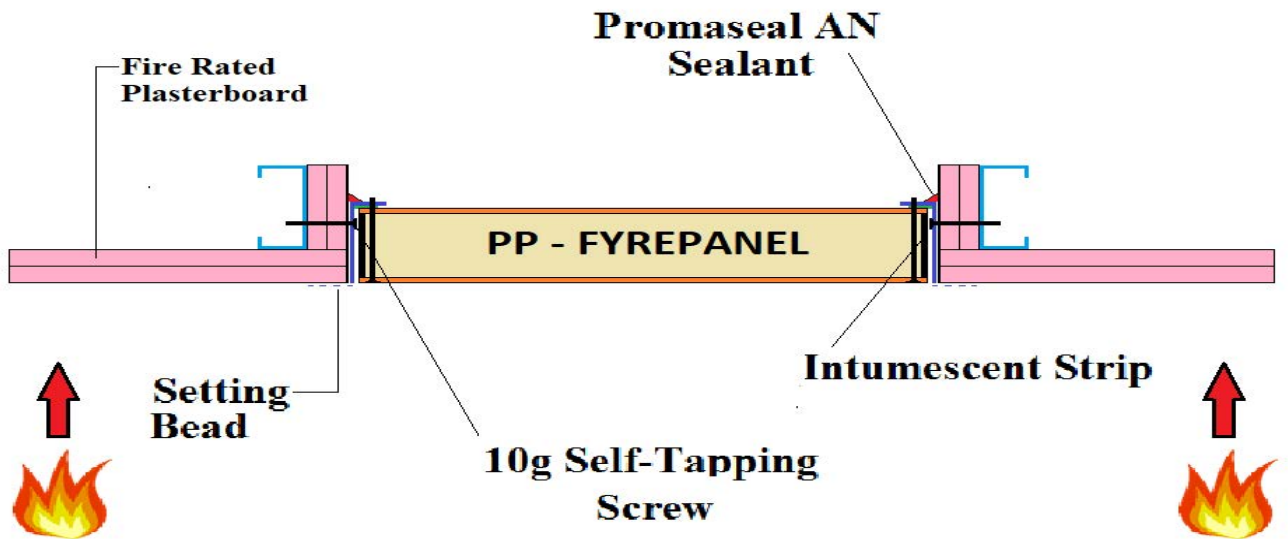 Promaseal AN
Sealant
Fire Rated
Plasterboard
PP - FYREPANEL
Setting
Bead
Intumescent Strip
10g Self-Tapping
Screw